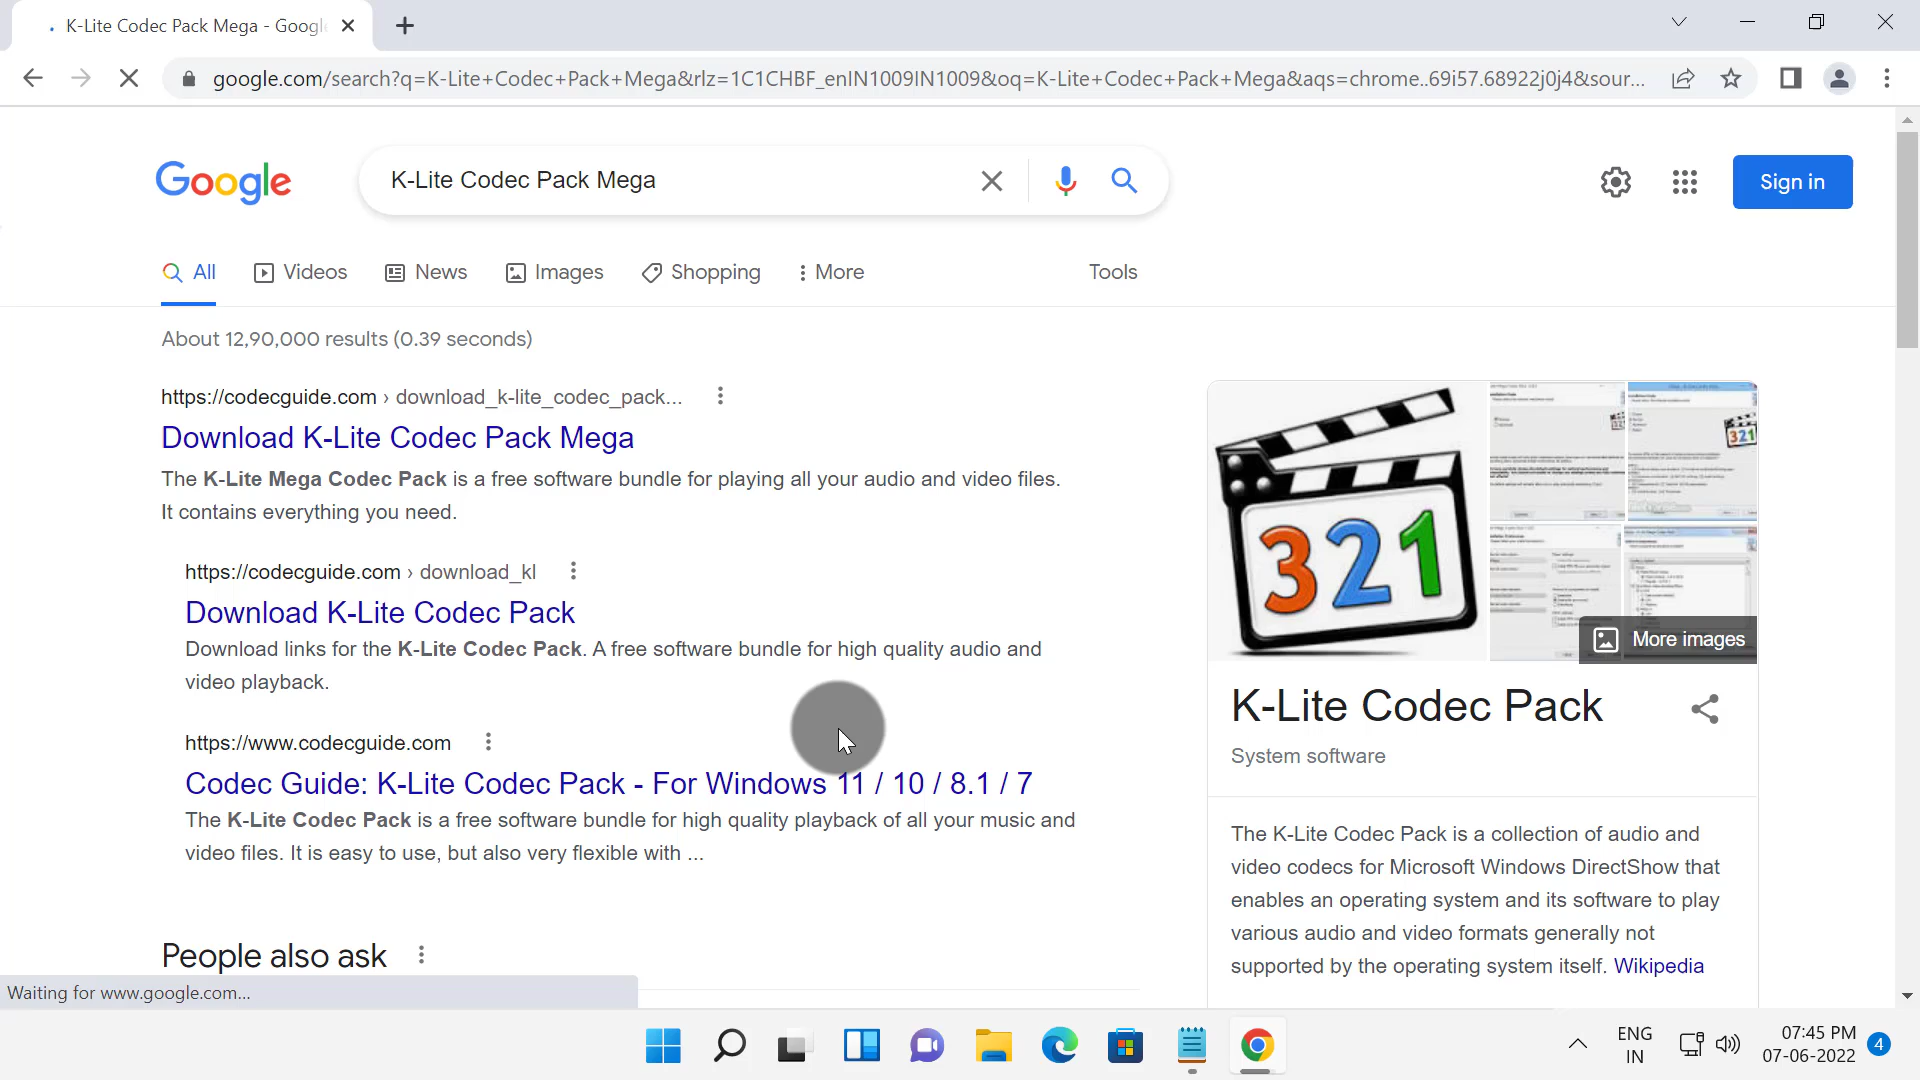 K-Lite Codec Pack Mega - Googl
google.com/search?q=K-Lite+Codec+Pack+Mega&rlz=1C1CHBF_enIN1009IN1009&oq=K-Lite+Codec+Pack+Mega&aqs=chrome..69i57.68922j0j4&sour...
Google
K-Lite Codec Pack Mega
Sign in
All
Videos
News
Images
Shopping
More
Tools
About 12,90,000 results (0.39 seconds)
https://codecguide.com › download_k-lite_codec_pack...
Download K-Lite Codec Pack Mega
The K-Lite Mega Codec Pack is a free software bundle for playing all your audio and video files.
It contains everything you need.
https://codecguide.com › download_kl
Download K-Lite Codec Pack
Download links for the K-Lite Codec Pack. A free software bundle for high quality audio and
video playback.
https://www.codecguide.com
Codec Guide: K-Lite Codec Pack - For Windows 11 / 10 / 8.1 / 7
The K-Lite Codec Pack is a free software bundle for high quality playback of all your music and
video files. It is easy to use, but also very flexible with ...
People also ask
321
321
More images
K-Lite Codec Pack
System software
The K-Lite Codec Pack is a collection of audio and
video codecs for Microsoft Windows DirectShow that
enables an operating system and its software to play
various audio and video formats generally not
supported by the operating system itself. Wikipedia
Waiting for www.google.com...
ENG
IN
07:45 PM
07-06-2022
4